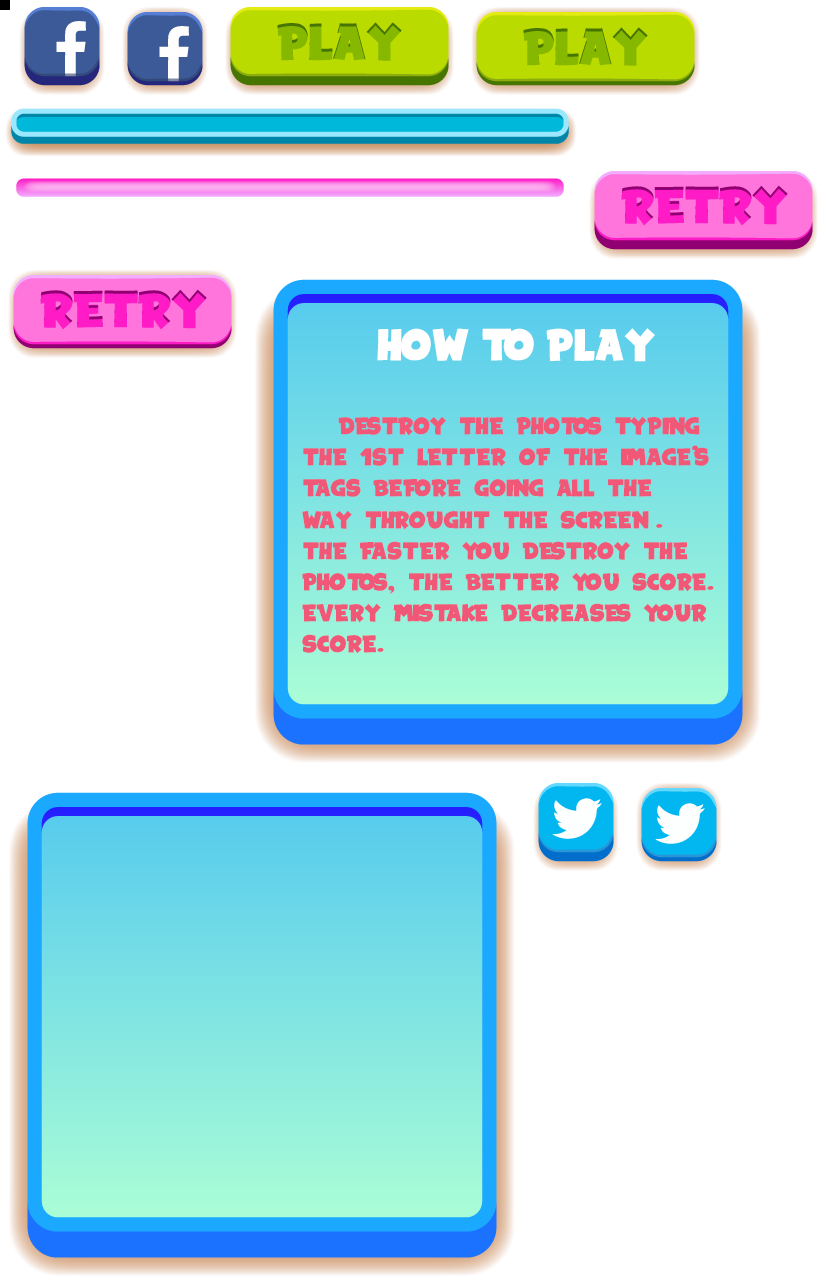 PLAY
PLAY
RETRY
RETRY
HOW TO PLAY
DESTROY THE PHOTOS TYPING
THE 1ST LETTER OF THE IMAGE'S
TAGS BEFORE GOING ALL THE
WAY THROUGHT THE SCREEN.
THE FASTER YOU DESTROY THE
PHOTOS, THE BETTER YOU SCORE.
EVERY MISTAKE DECREASES YOUR
SCORE.